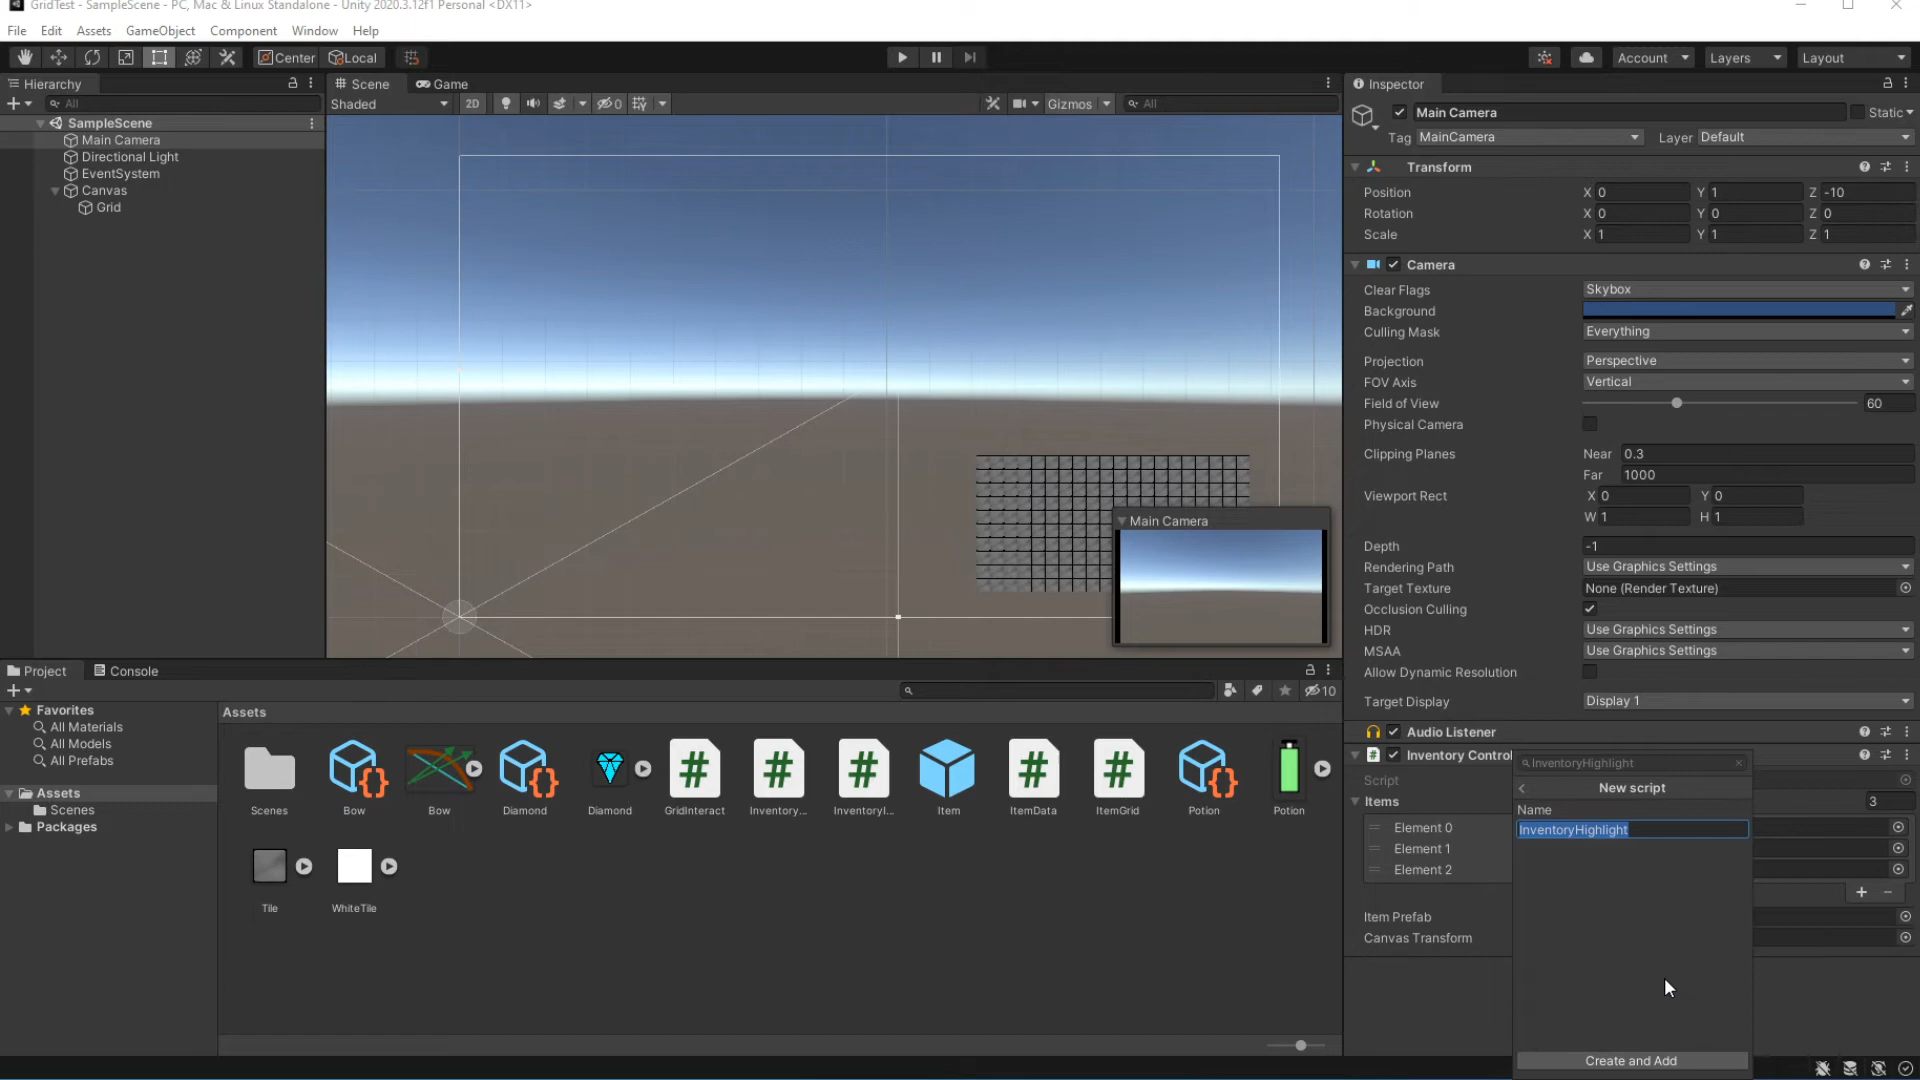 GridTest - SampleScene - PC, Mac & Linux Standalone - Unity 2020.3.12f1 Personal <DX11>
File Edit Assets GameObject Component Window Help
Center Local Account Layers Layout
Hierarchy
All
SampleScene
Main Camera
Directional Light
EventSystem
Canvas
Grid
Scene Game
Shaded 2D 0 Gizmos All
Main Camera
Inspector
Main Camera Static
Tag MainCamera Layer Default
Transform
Position X 0 Y 1 Z -10
Rotation X 0 Y 0 Z 0
Scale X 1 Y 1 Z 1
Camera
Clear Flags Skybox
Background
Culling Mask Everything
Projection Perspective
FOV Axis Vertical
Field of View 60
Physical Camera
Clipping Planes Near 0.3
Far 1000
Viewport Rect X 0 Y 0
W 1 H 1
Depth -1
Rendering Path Use Graphics Settings
Target Texture None (Render Texture)
Occlusion Culling
HDR Use Graphics Settings
MSAA Use Graphics Settings
Allow Dynamic Resolution
Target Display Display 1
Audio Listener
Inventory Control
Script
Items 3
Element 0
Element 1
Element 2
Item Prefab
Canvas Transform
InventoryHighlight
New script
Name
InventoryHighlight
Create and Add
Project Console
10
Favorites
All Materials
All Models
All Prefabs
Assets
Scenes
Packages
Assets
Scenes Bow Bow Diamond Diamond GridInteract Inventory... InventoryI... Item ItemData ItemGrid Potion Potion
Tile WhiteTile